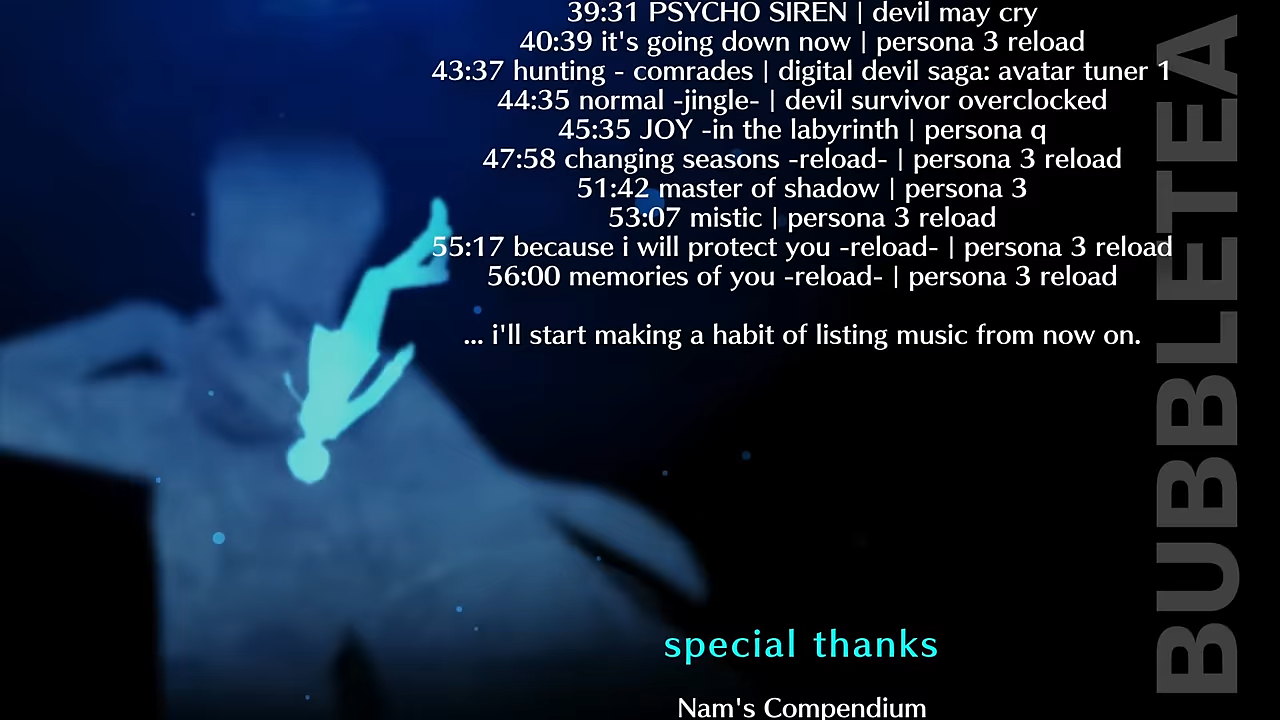 39:31 PSYCHO SIREN | devil may cry
40:39 it's going down now | persona 3 reload
43:37 hunting - comrades | digital devil saga: avatar tuner 1
44:35 normal -jingle- | devil survivor overclocked
45:35 JOY -in the labyrinth | persona q
47:58 changing seasons -reload- | persona 3 reload
51:42 master of shadow | persona 3
53:07 mistic | persona 3 reload
55:17 because i will protect you -reload- | persona 3 reload
56:00 memories of you -reload- | persona 3 reload
... i'll start making a habit of listing music from now on.
special thanks
Nam's Compendium
BUBBLETEA